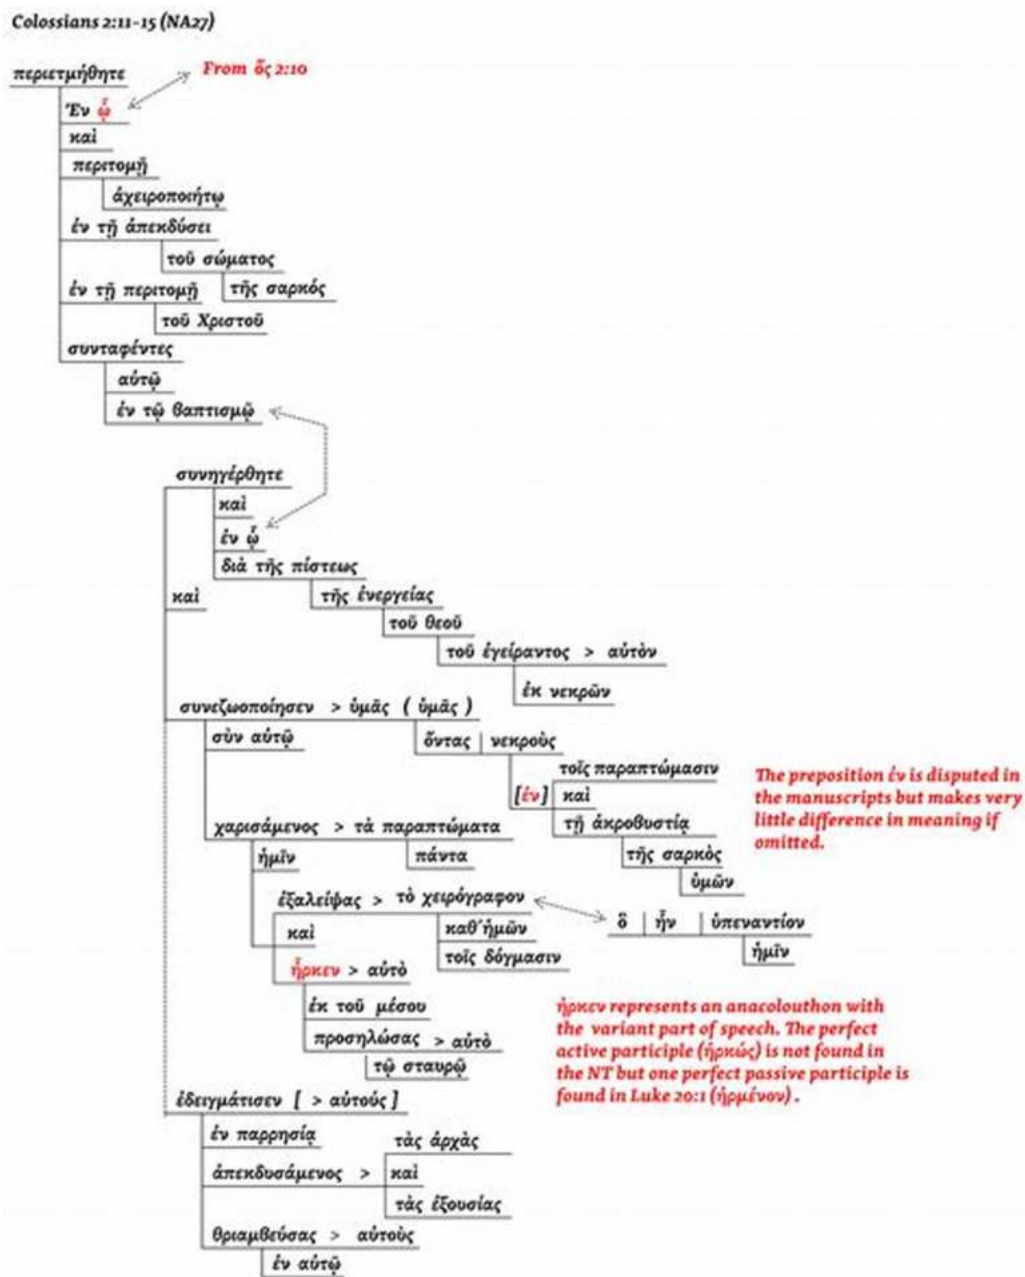 Colossians 2:11-15 (NA27)
περιετμήθητε
From ὅς 2:10
Ἐν ᾧ
καὶ
περιτομῇ
ἀχειροποιήτῳ
ἐν τῇ ἀπεκδύσει
τοῦ σώματος
τῆς σαρκός
ἐν τῇ περιτομῇ
τοῦ Χριστοῦ
συνταφέντες
αὐτῷ
ἐν τῷ βαπτισμῷ
συνηγέρθητε
καὶ
ἐν ᾧ
διὰ τῆς πίστεως
καὶ
τῆς ἐνεργείας
τοῦ θεοῦ
τοῦ ἐγείραντος > αὐτὸν
ἐκ νεκρῶν
συνεζωοποίησεν > ὑμᾶς ( ὑμᾶς )
σὺν αὐτῷ
ὄντας | νεκροὺς
τοῖς παραπτώμασιν
[ἐν] καὶ
τῇ ἀκροβυστίᾳ
τῆς σαρκὸς
ὑμῶν
The preposition ἐν is disputed in
the manuscripts but makes very
little difference in meaning if
omitted.
χαρισάμενος > τὰ παραπτώματα
ἡμῖν
πάντα
ἐξαλείψας > τὸ χειρόγραφον
καὶ
καθ᾽ἡμῶν
τοῖς δόγμασιν
ὃ | ἦν | ὑπεναντίον
ἡμῖν
ἦρκεν > αὐτὸ
ἐκ τοῦ μέσου
προσηλώσας > αὐτὸ
τῷ σταυρῷ
ἠρκεν represents an anacolouthon with
the variant part of speech. The perfect
active participle (ἠρκώς) is not found in
the NT but one perfect passive participle is
found in Luke 20:1 (ἠρμένον) .
ἐδειγμάτισεν [ > αὐτούς ]
ἐν παρρησίᾳ
τὰς ἀρχὰς
ἀπεκδυσάμενος > καὶ
τὰς ἐξουσίας
θριαμβεύσας > αὐτοὺς
ἐν αὐτῷ